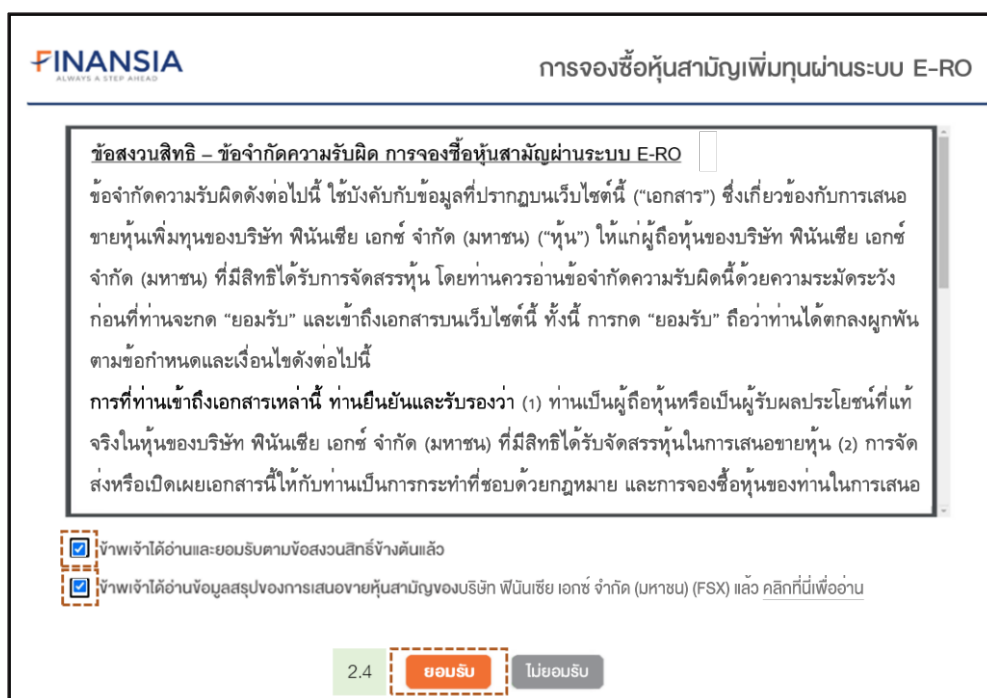 FINANSIA
ALWAYS A STEP AHEAD
การจองซื้อหุ้นสามัญเพิ่มทุนผ่านระบบ E-RO
ข้อสงวนสิทธิ – ข้อจำกัดความรับผิด การจองซื้อหุ้นสามัญผ่านระบบ E-RO
ข้อจำกัดความรับผิดดังต่อไปนี้ ใช้บังคับกับข้อมูลที่ปรากฏบนเว็บไซต์นี้ (“เอกสาร”) ซึ่งเกี่ยวข้องกับการเสนอ
ขายหุ้นเพิ่มทุนของบริษัท ฟินันเซีย เอกซ์ จำกัด (มหาชน) (“หุ้น”) ให้แก่ผู้ถือหุ้นของบริษัท ฟินันเซีย เอกซ์
จำกัด (มหาชน) ที่มีสิทธิได้รับการจัดสรรหุ้น โดยท่านควรอ่านข้อจำกัดความรับผิดนี้ด้วยความระมัดระวัง
ก่อนที่ท่านจะกด “ยอมรับ” และเข้าถึงเอกสารบนเว็บไซต์นี้ ทั้งนี้ การกด “ยอมรับ” ถือว่าท่านได้ตกลงผูกพัน
ตามข้อกำหนดและเงื่อนไขดังต่อไปนี้
การที่ท่านเข้าถึงเอกสารเหล่านี้ ท่านยืนยันและรับรองว่า (1) ท่านเป็นผู้ถือหุ้นหรือเป็นผู้รับผลประโยชน์ที่แท้
จริงในหุ้นของบริษัท ฟินันเซีย เอกซ์ จำกัด (มหาชน) ที่มีสิทธิได้รับจัดสรรหุ้นในการเสนอขายหุ้น (2) การจัด
ส่งหรือเปิดเผยเอกสารนี้ให้กับท่านเป็นการกระทำที่ชอบด้วยกฎหมาย และการจองซื้อหุ้นของท่านในการเสนอ
ข้าพเจ้าได้อ่านและยอมรับตามข้อสงวนสิทธิ์ข้างต้นแล้ว
ข้าพเจ้าได้อ่านข้อมูลสรุปของการเสนอขายหุ้นสามัญของบริษัท ฟินันเซีย เอกซ์ จำกัด (มหาชน) (FSX) แล้ว คลิกที่นี่เพื่ออ่าน
2.4 ยอมรับ ไม่ยอมรับ